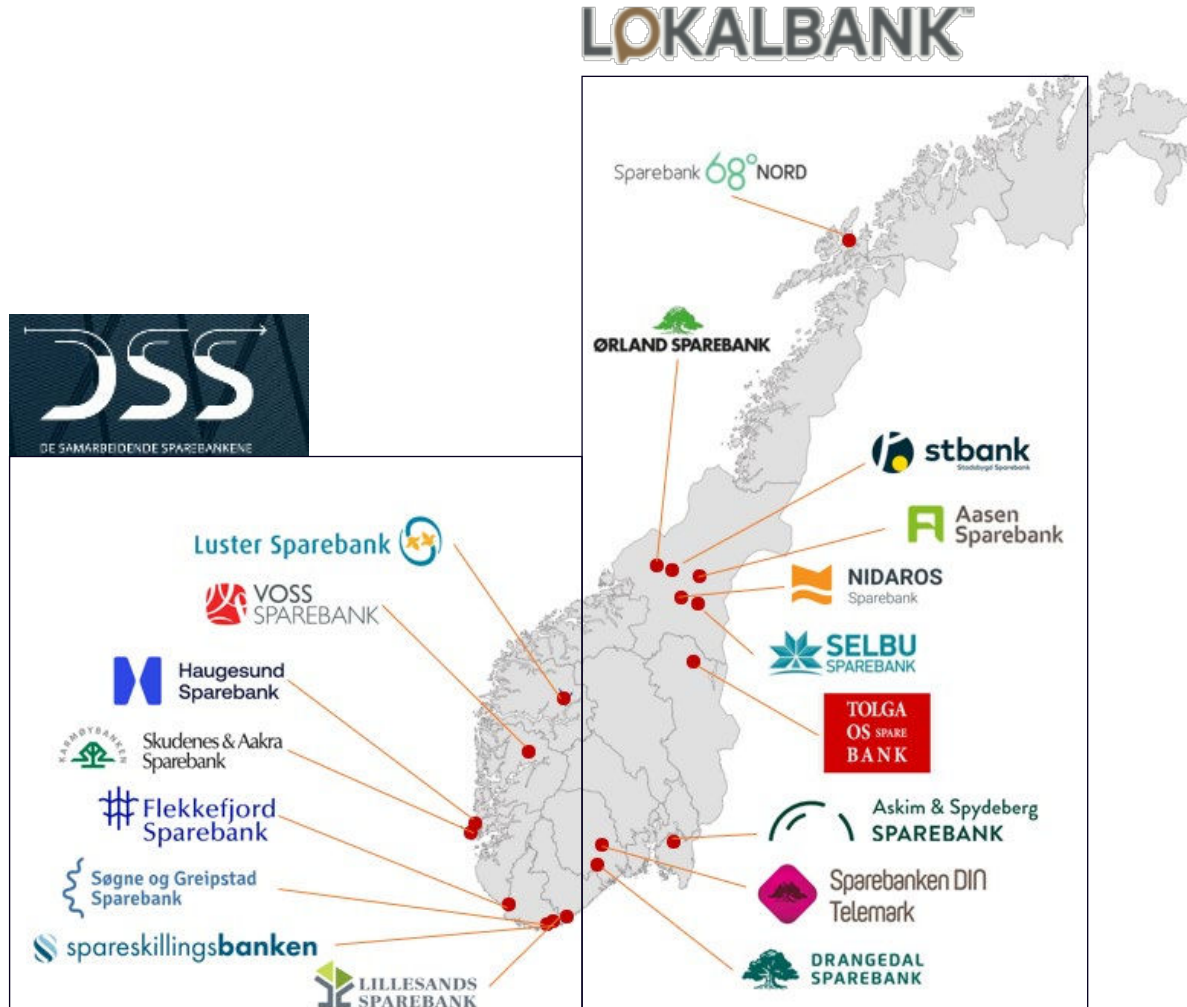 LOKALBANK™
Sparebank 68° NORD
ØRLAND SPAREBANK
DSS
DE SAMARBEIDENDE SPAREBANKENE
stbank
Stadsbygd Sparebank
Aasen
Sparebank
Luster Sparebank
NIDAROS
Sparebank
VOSS
SPAREBANK
SELBU
SPAREBANK
Haugesund
Sparebank
TOLGA
OS SPARE
BANK
KARMØYBANKEN
Skudenes & Aakra
Sparebank
Flekkefjord
Sparebank
Askim & Spydeberg
SPAREBANK
Søgne og Greipstad
Sparebank
Sparebanken DIN
Telemark
spareskillingsbanken
DRANGEDAL
SPAREBANK
LILLESANDS
SPAREBANK